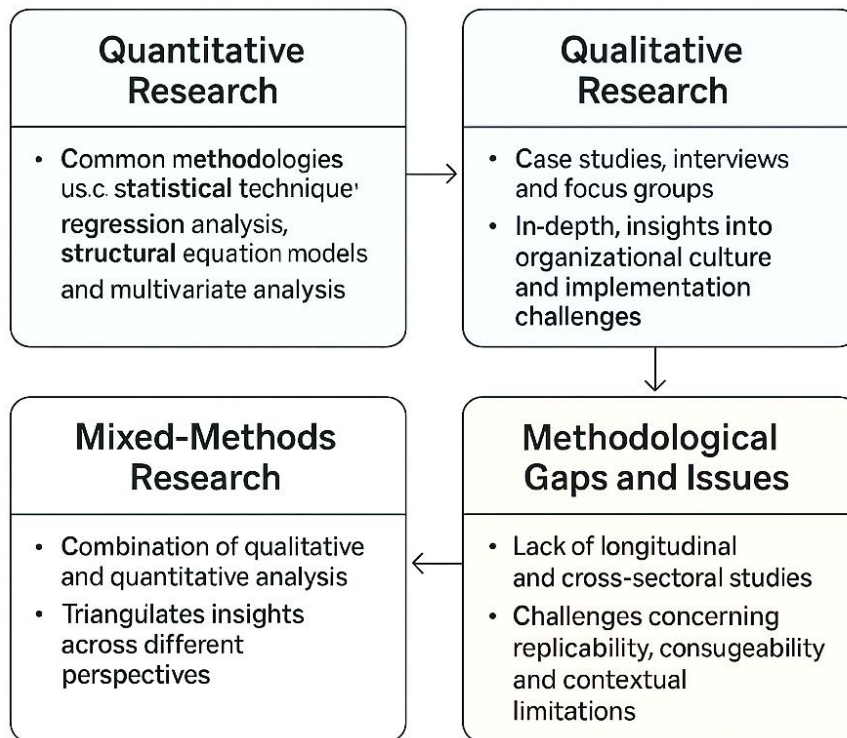 Quantitative
Research
• Common methodologies
us.c. statistical technique'
regression analysis,
structural equation models
and multivariate analysis
Qualitative
Research
• Case studies, interviews
and focus groups
• In-depth, insights into
organizational culture
and implementation
challenges
Mixed-Methods
Research
• Combination of qualitative
and quantitative analysis
• Triangulates insights
across different
perspectives
Methodological
Gaps and Issues
• Lack of longitudinal
and cross-sectoral studies
• Challenges concerning
replicability, consugeability
and contextual
limitations